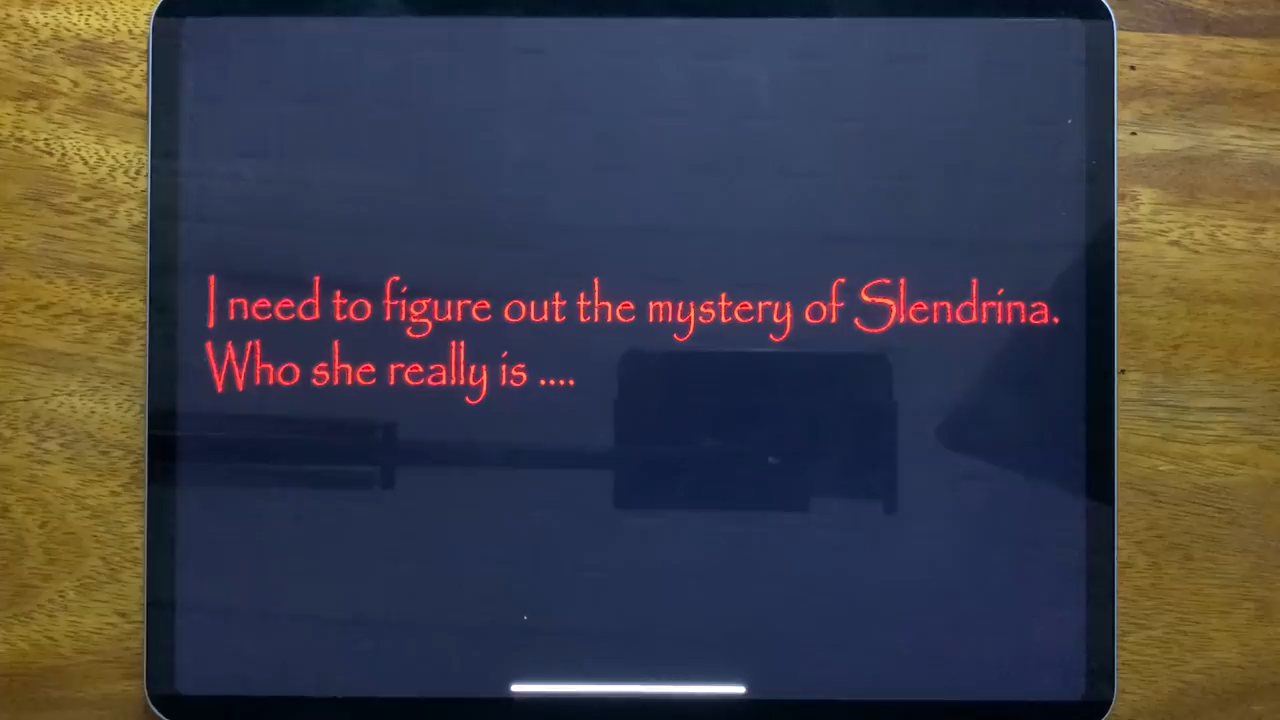 I need to figure out the mystery of Slendrina.
Who she really is ....